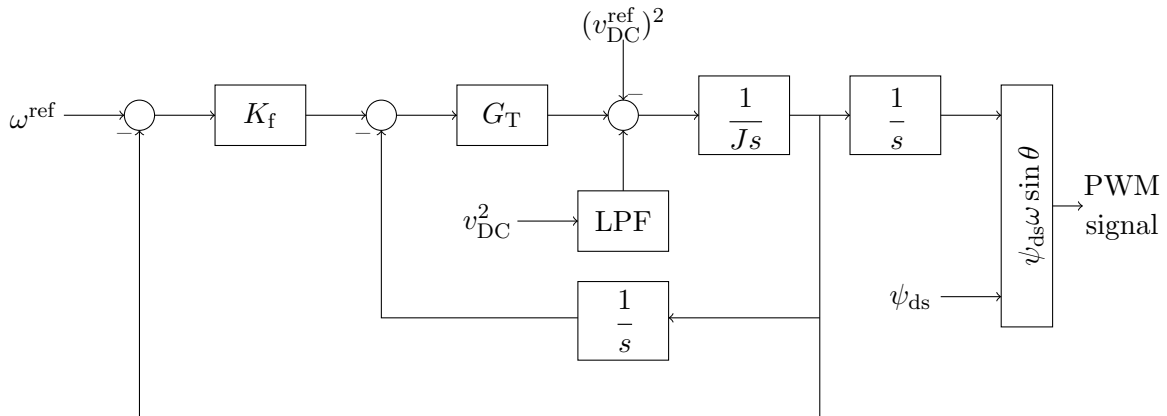 (v_DC^ref)^2
−
ω^ref
−
K_f
−
G_T
1
Js
1
s
ψ_ds ω sin θ
PWM
signal
v_DC^2
LPF
ψ_ds
1
s